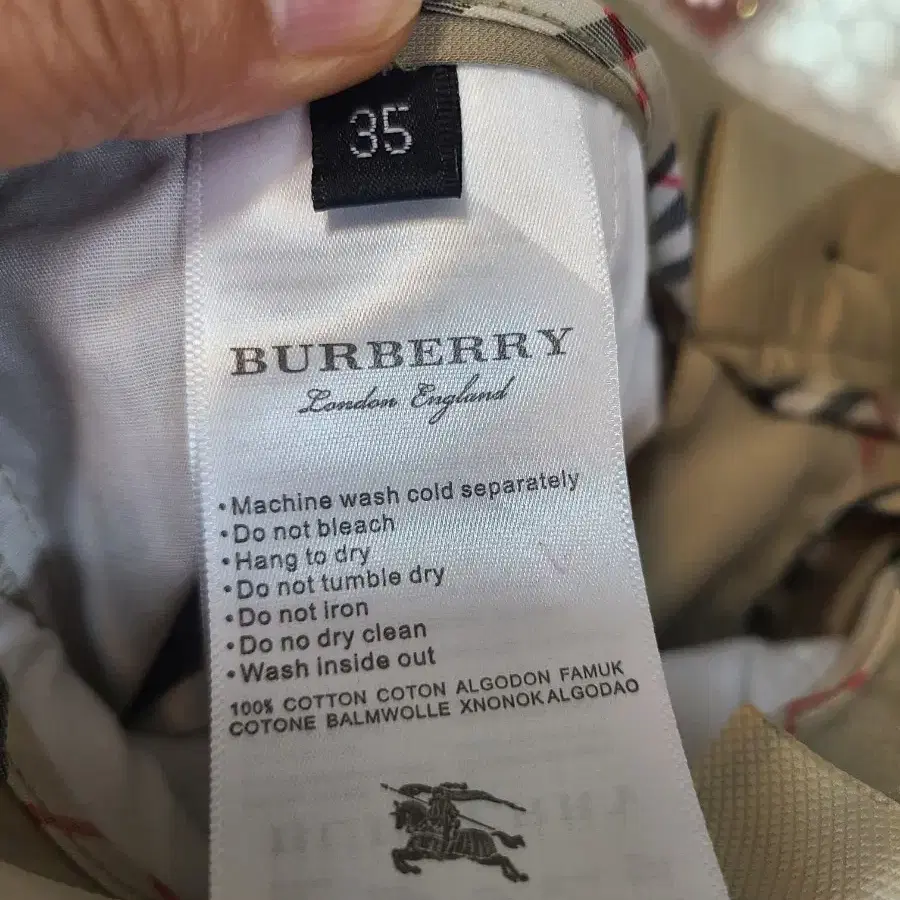 35
BURBERRY
London England
•Machine wash cold separately
•Do not bleach
•Hang to dry
•Do not tumble dry
•Do not iron
•Do no dry clean
•Wash inside out
100% COTTON COTON ALGODON FAMUK
COTONE BALMWOLLE XNONOK ALGODAO